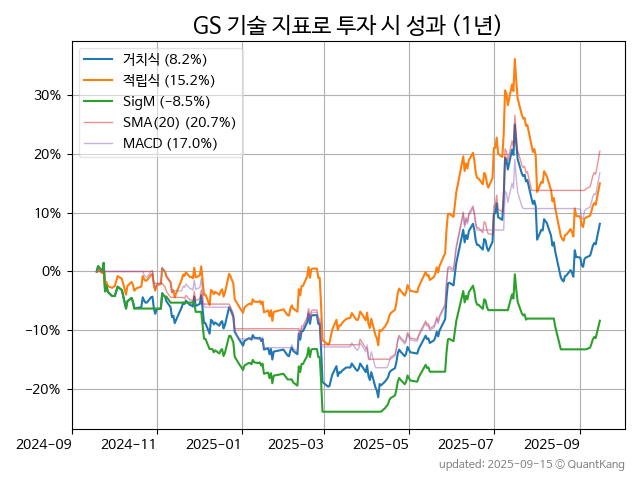 GS 기술 지표로 투자 시 성과 (1년)
거치식 (8.2%)
적립식 (15.2%)
SigM (−8.5%)
SMA(20) (20.7%)
MACD (17.0%)
30%
20%
10%
0%
−10%
−20%
2024-09 2024-11 2025-01 2025-03 2025-05 2025-07 2025-09
updated: 2025-09-15 ⓒ QuantKang